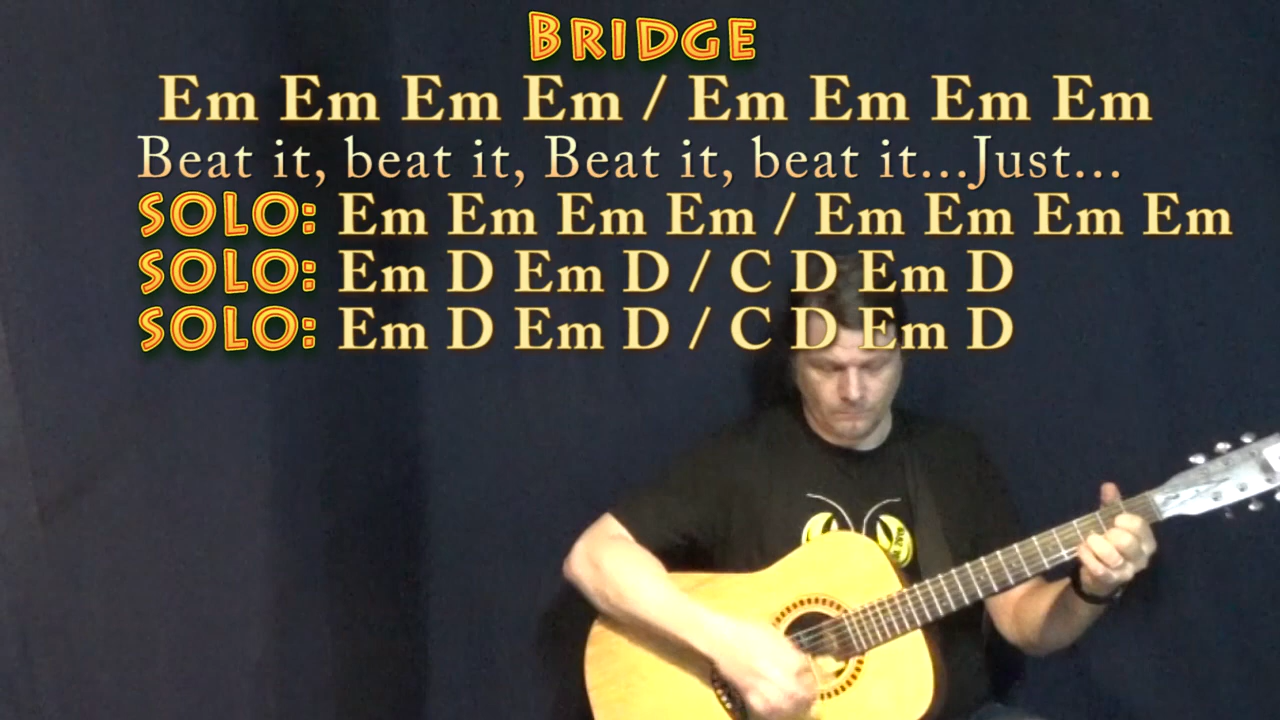 BRIDGE
Em Em Em Em / Em Em Em Em
Beat it, beat it, Beat it, beat it...Just...
SOLO: Em Em Em Em / Em Em Em Em
SOLO: Em D Em D / C D Em D
SOLO: Em D Em D / C D Em D